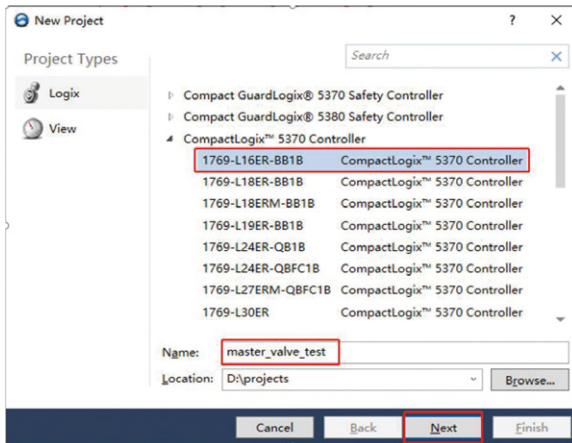 New Project
?
Project Types
Search
Logix
View
Compact GuardLogix® 5370 Safety Controller
Compact GuardLogix® 5380 Safety Controller
CompactLogix™ 5370 Controller
1769-L16ER-BB1B CompactLogix™ 5370 Controller
1769-L18ER-BB1B CompactLogix™ 5370 Controller
1769-L18ERM-BB1B CompactLogix™ 5370 Controller
1769-L19ER-BB1B CompactLogix™ 5370 Controller
1769-L24ER-QB1B CompactLogix™ 5370 Controller
1769-L24ER-QBFC1B CompactLogix™ 5370 Controller
1769-L27ERM-QBFC1B CompactLogix™ 5370 Controller
1769-L30ER CompactLogix™ 5370 Controller
Name: master_valve_test
Location: D:\projects Browse...
Cancel Back Next Finish